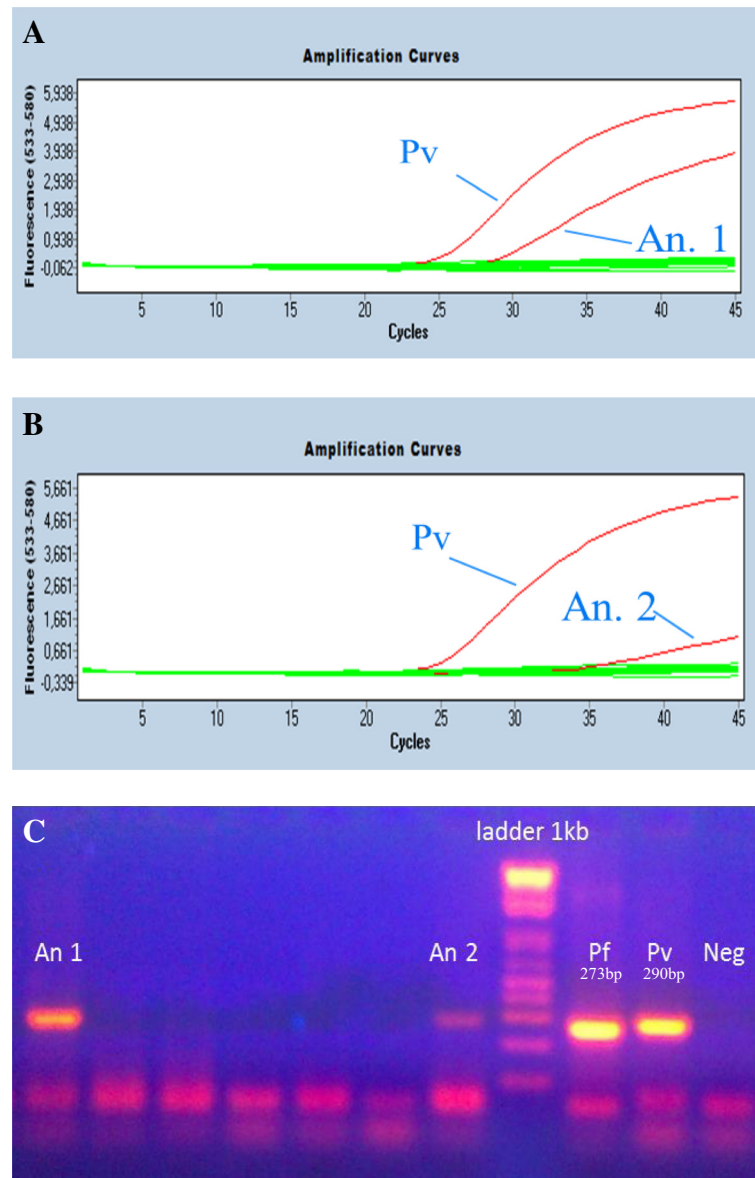 A
Amplification Curves
Fluorescence (533-580)
5,938
4,938
3,938
2,938
1,938
0,938
-0,062
Pv
An. 1
5 10 15 20 25 30 35 40 45
Cycles
B
Amplification Curves
Fluorescence (533-580)
5,661
4,661
3,661
2,661
1,661
0,661
-0,339
Pv
An. 2
5 10 15 20 25 30 35 40 45
Cycles
C
ladder 1kb
An 1 An 2 Pf Pv Neg
273bp 290bp